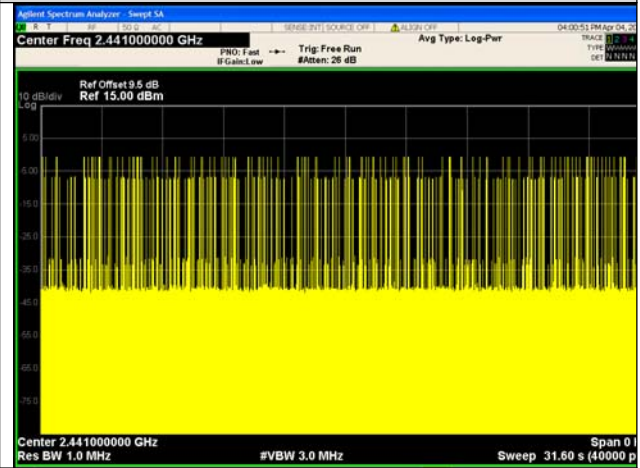 Agilent Spectrum Analyzer - Swept SA
R T RF 50 Ω AC SENSE:INT SOURCE OFF ALIGN OFF 04:00:51 PM Apr 04, 20
Center Freq 2.441000000 GHz Avg Type: Log-Pwr TRACE 1 2 3 4
PNO: Fast Trig: Free Run TYPE
IFGain:Low #Atten: 26 dB DET N N N N
Ref Offset 9.5 dB
10 dB/div Ref 15.00 dBm
Log
5.00
-5.00
-15.0
-25.0
-35.0
-45.0
-55.0
-65.0
-75.0
Center 2.441000000 GHz Span 0
Res BW 1.0 MHz #VBW 3.0 MHz Sweep 31.60 s (40000 p